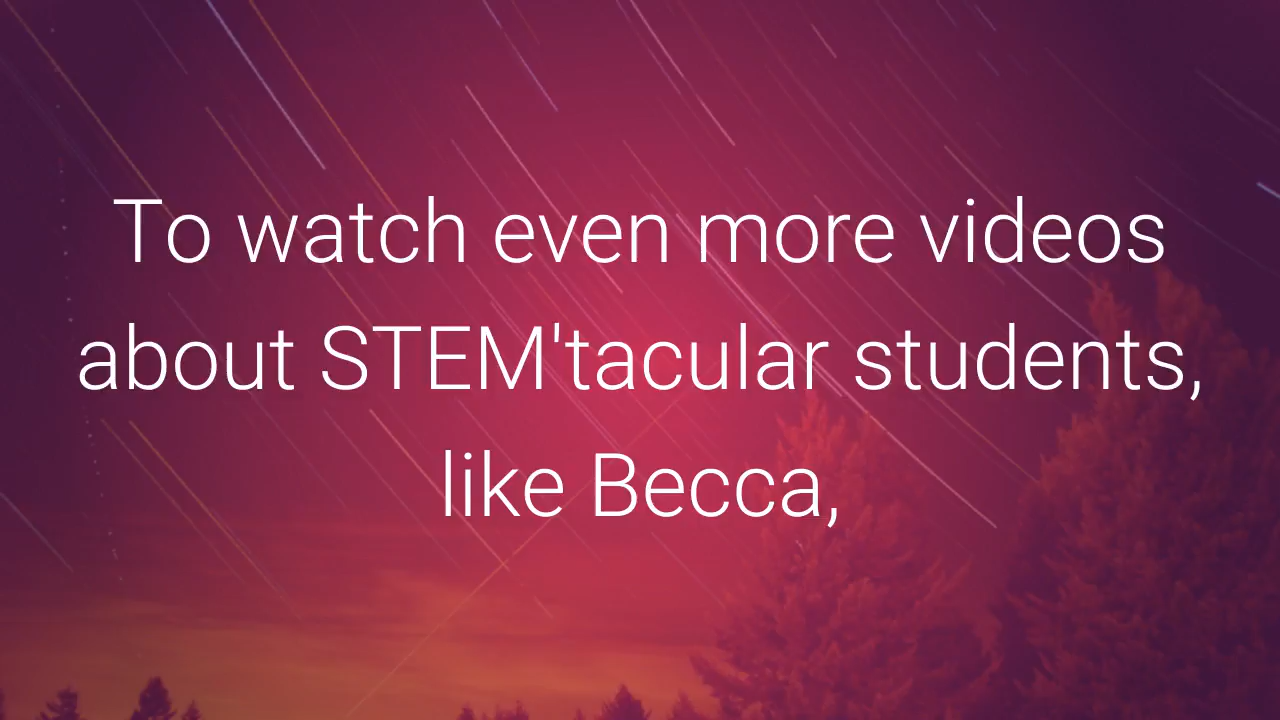 To watch even more videos
about STEM'tacular students,
like Becca,